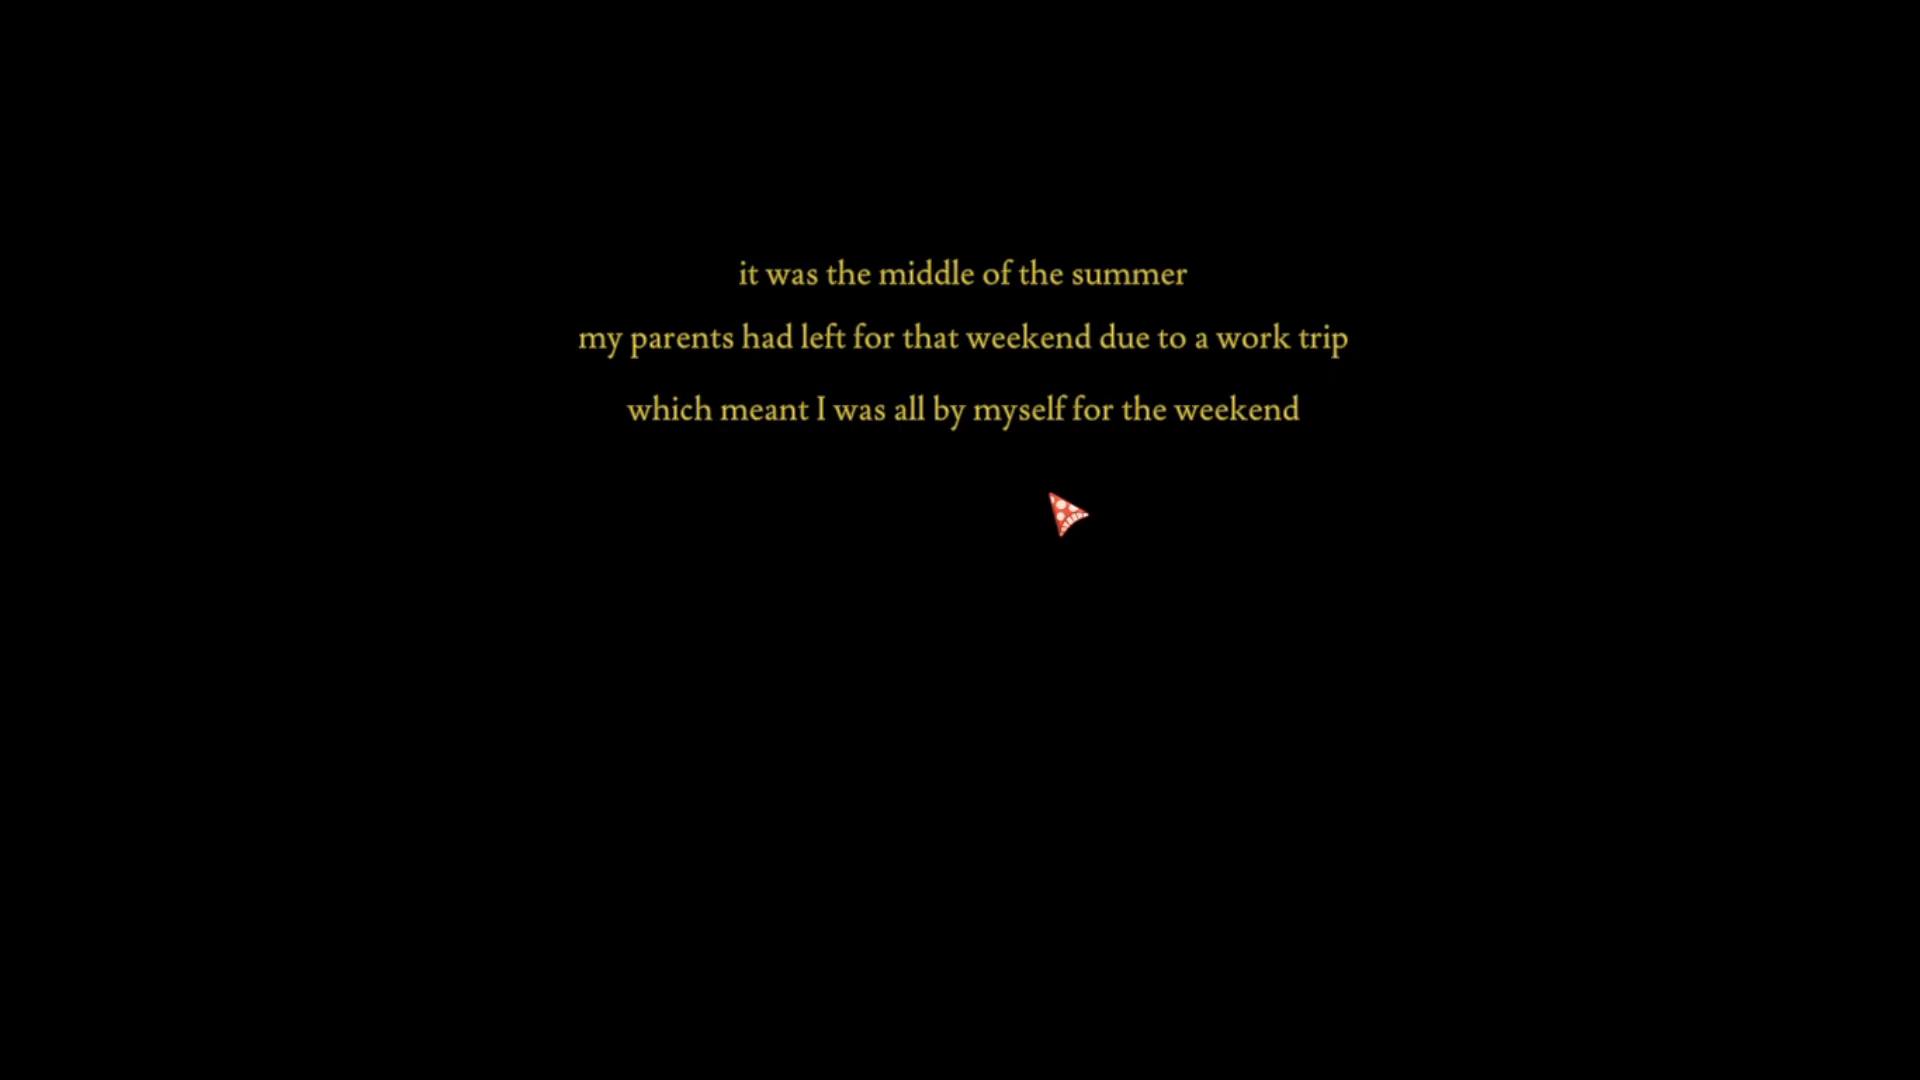 it was the middle of the summer
my parents had left for that weekend due to a work trip
which meant I was all by myself for the weekend